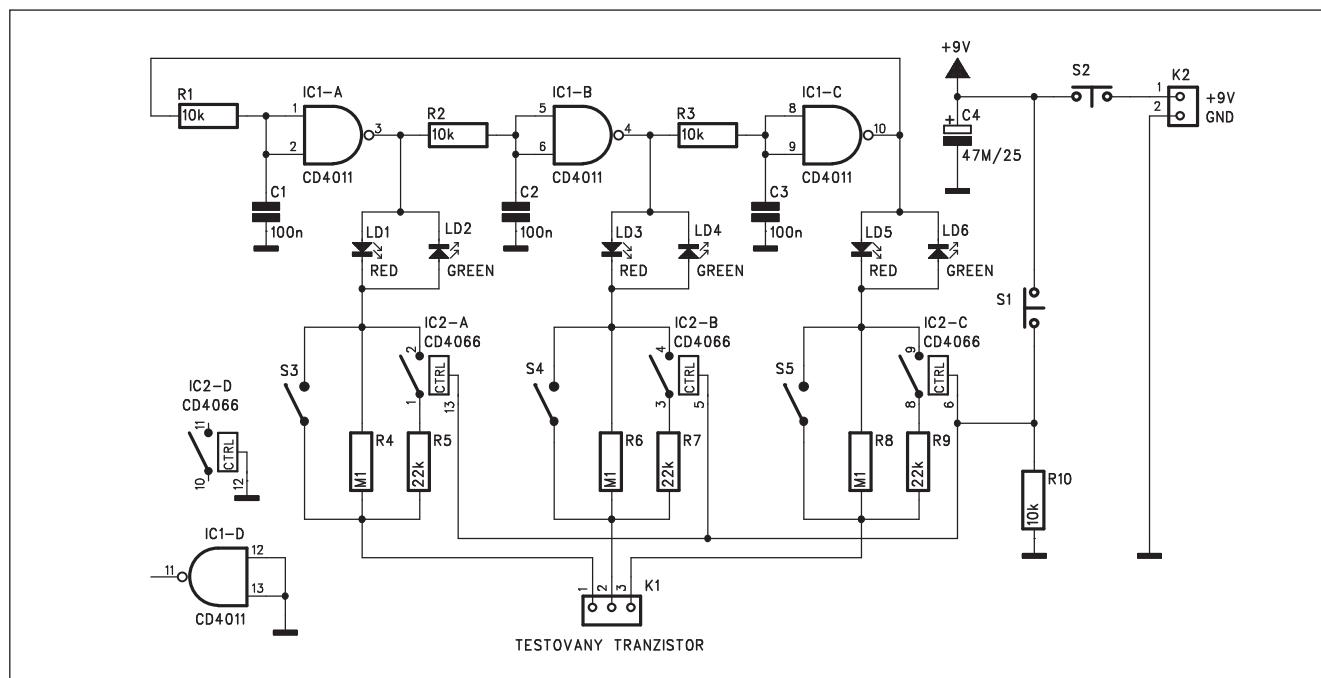 +9V
S2
K2
1
2
+9V
GND
C4
+
47M/25
R1
10k
IC1-A
1
2
3
CD4011
R2
10k
IC1-B
5
6
4
CD4011
R3
10k
IC1-C
8
9
10
CD4011
C1
100n
C2
100n
C3
100n
LD1
RED
LD2
GREEN
LD3
RED
LD4
GREEN
LD5
RED
LD6
GREEN
S1
IC2-A
CD4066
2
CTRL
1
13
S3
IC2-B
CD4066
4
CTRL
3
5
S4
IC2-C
CD4066
9
CTRL
8
6
S5
IC2-D
CD4066
11
CTRL
10
12
R4
M1
R5
22k
R6
M1
R7
22k
R8
M1
R9
22k
R10
10k
IC1-D
11
12
13
CD4011
1
2
3
K1
TESTOVANY TRANZISTOR